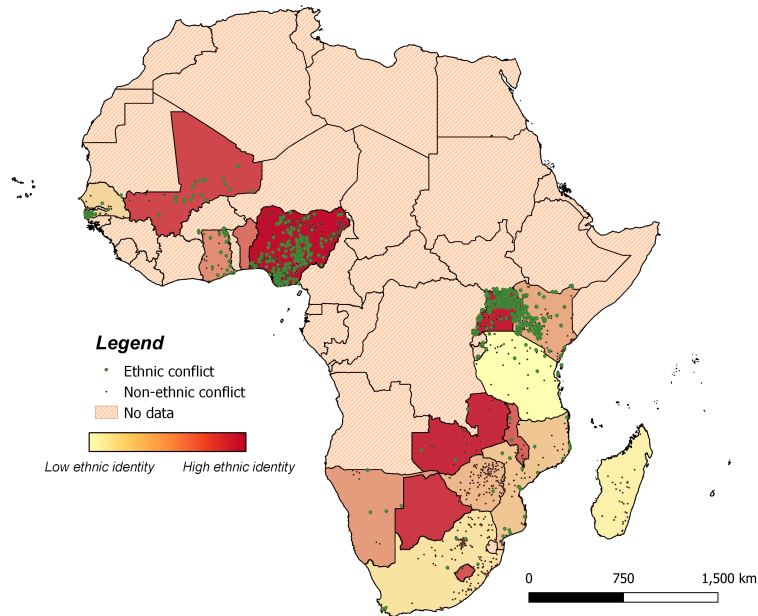 Legend
Ethnic conflict
Non-ethnic conflict
No data
Low ethnic identity High ethnic identity
0 750 1,500 km